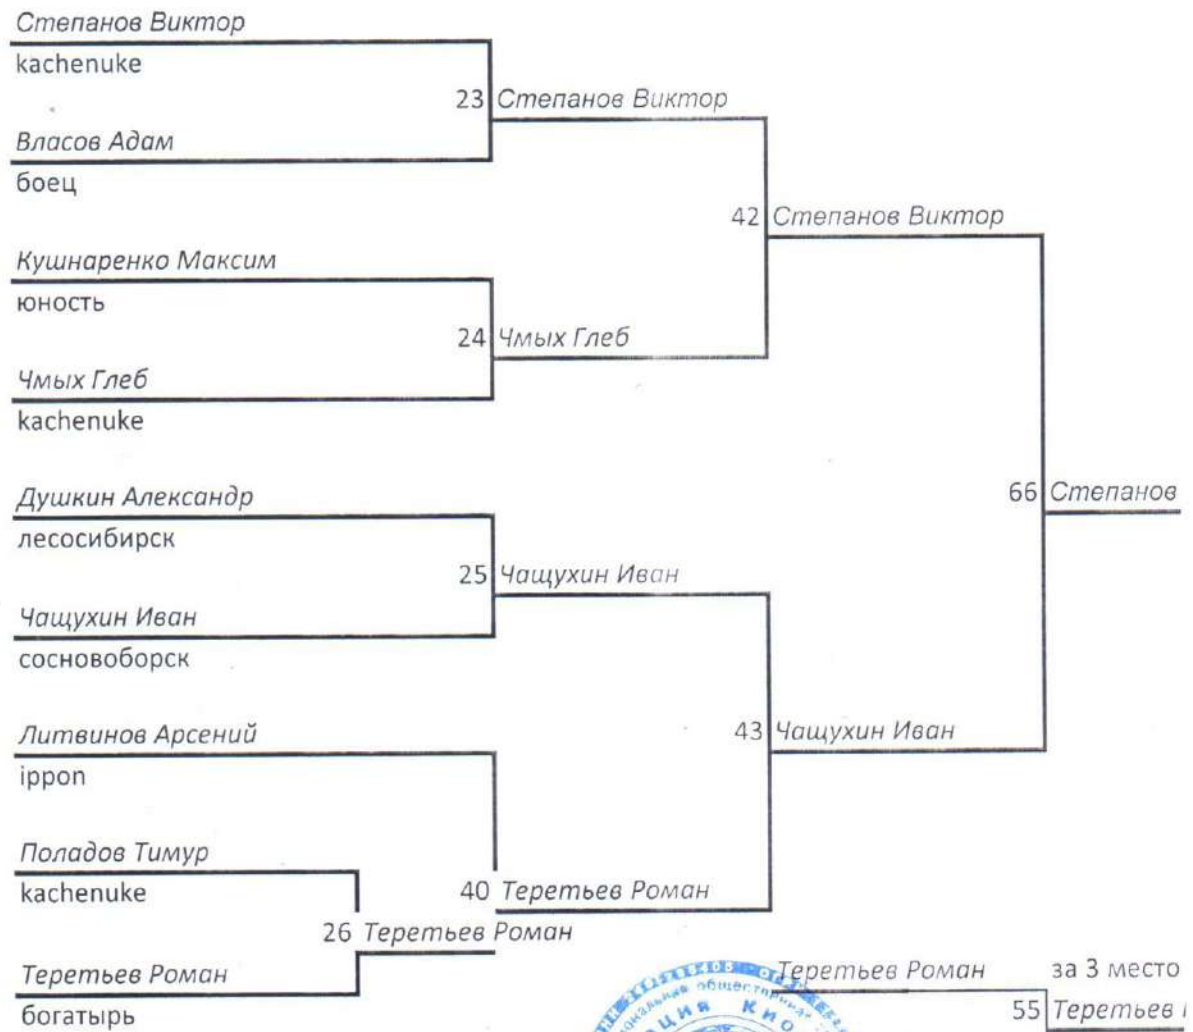 Степанов Виктор
kachenuke
23 Степанов Виктор
Власов Адам
боец
42 Степанов Виктор
Кушнаренко Максим
юность
24 Чмых Глеб
Чмых Глеб
kachenuke
Душкин Александр
66 Степанов
лесосибирск
25 Чащухин Иван
Чащухин Иван
сосновоборск
Литвинов Арсений
43 Чащухин Иван
ippon
Поладов Тимур
kachenuke
40 Теретьев Роман
26 Теретьев Роман
Теретьев Роман
богатырь
Теретьев Роман за 3 место
55 Теретьев